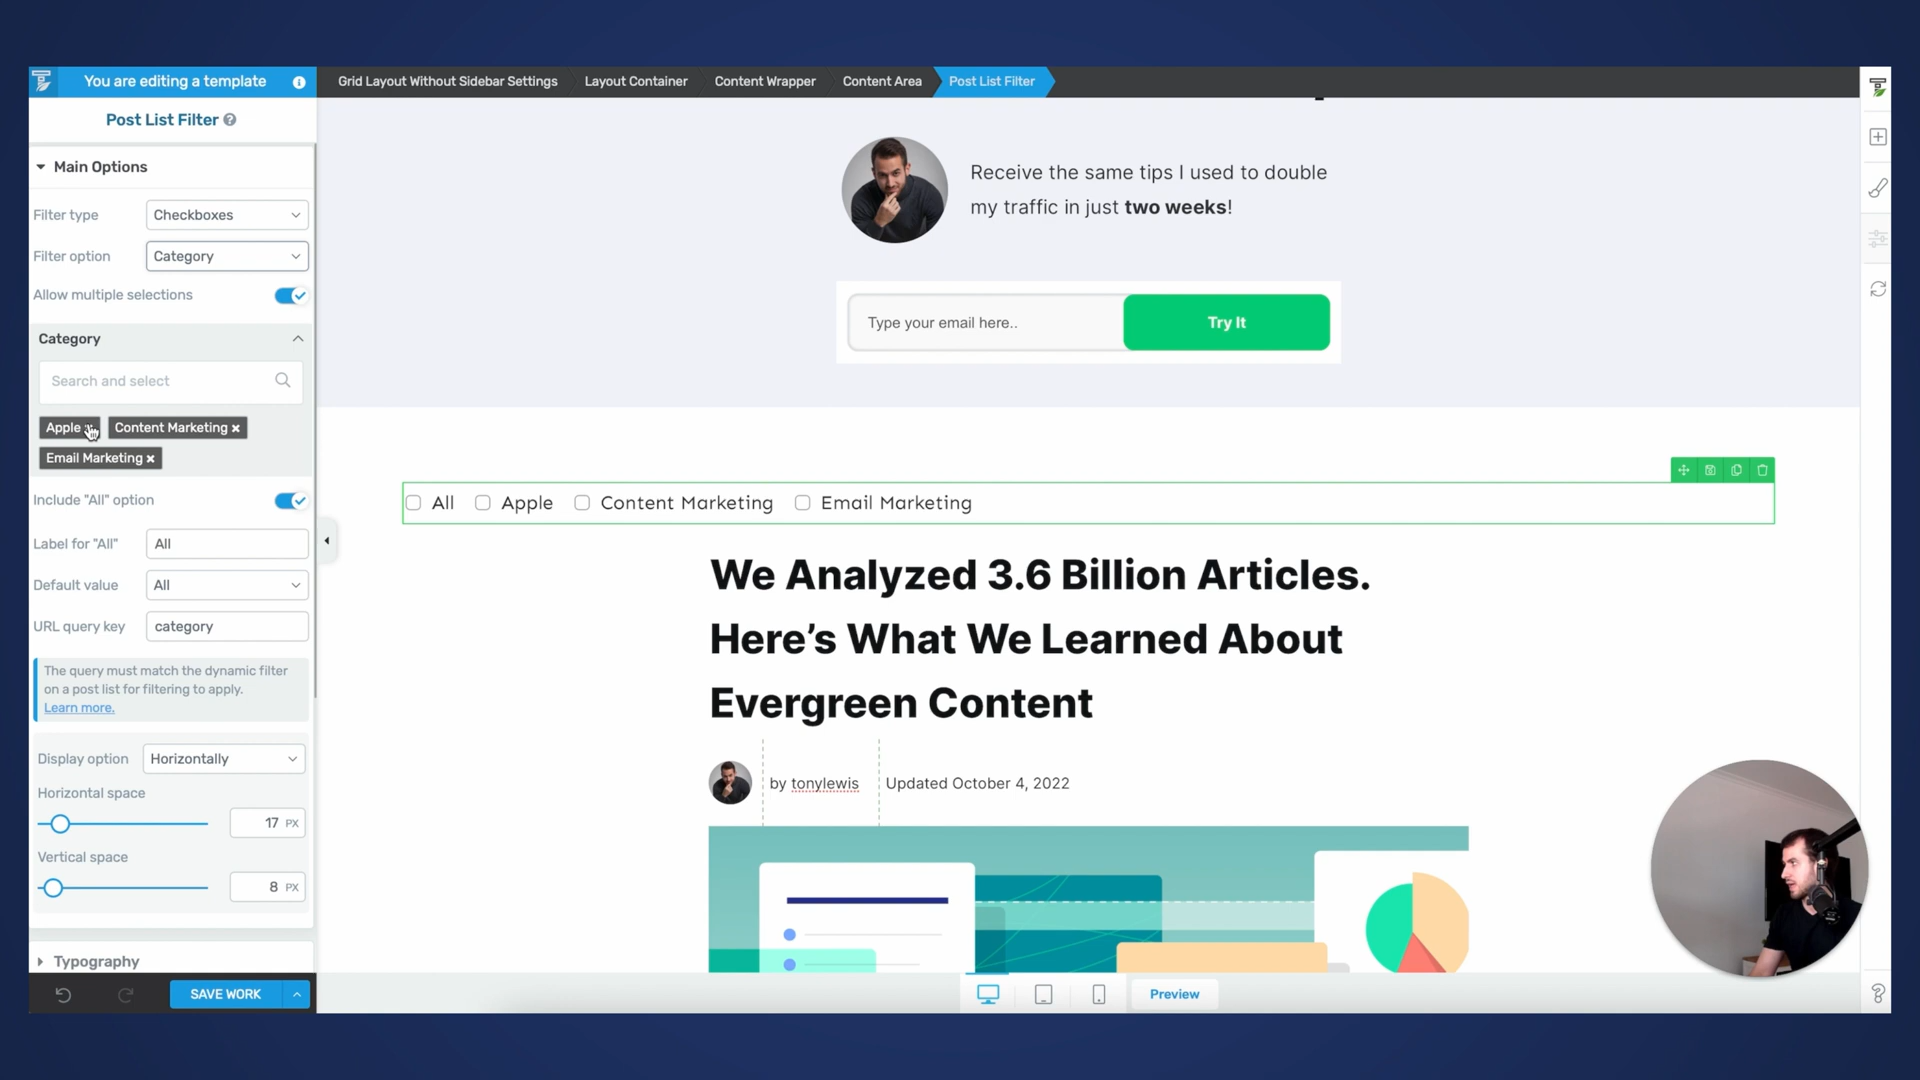 You are editing a template
Grid Layout Without Sidebar Settings
Layout Container
Content Wrapper
Content Area
Post List Filter
Post List Filter
Main Options
Filter type
Checkboxes
Filter option
Category
Allow multiple selections
Category
Search and select
Apple
Content Marketing ×
Email Marketing ×
Include "All" option
Label for "All"
All
Default value
All
URL query key
category
The query must match the dynamic filter
on a post list for filtering to apply.
Learn more.
Display option
Horizontally
Horizontal space
17 PX
Vertical space
8 PX
Typography
SAVE WORK
Receive the same tips I used to double
my traffic in just two weeks!
Type your email here..
Try It
All
Apple
Content Marketing
Email Marketing
We Analyzed 3.6 Billion Articles.
Here's What We Learned About
Evergreen Content
by tonylewis
Updated October 4, 2022
Preview